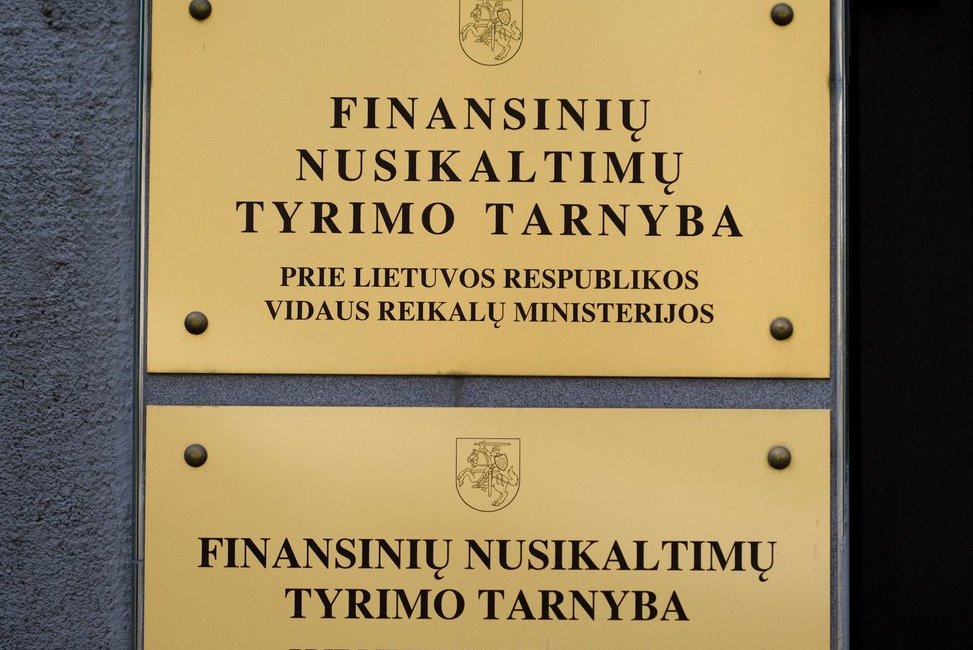 FINANSINIŲ
NUSIKALTIMŲ
TYRIMO TARNYBA
PRIE LIETUVOS RESPUBLIKOS
VIDAUS REIKALŲ MINISTERIJOS
FINANSINIŲ NUSIKALTIMŲ
TYRIMO TARNYBA